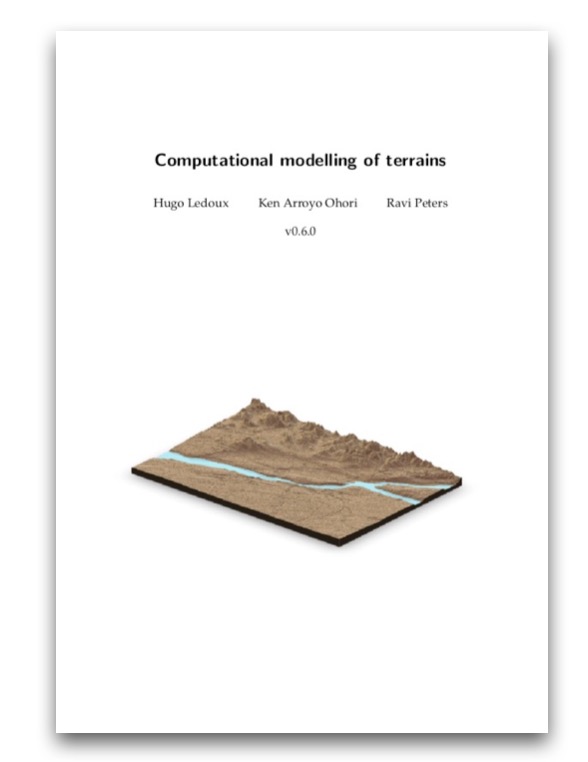 Computational modelling of terrains
Hugo Ledoux Ken Arroyo Ohori Ravi Peters
v0.6.0